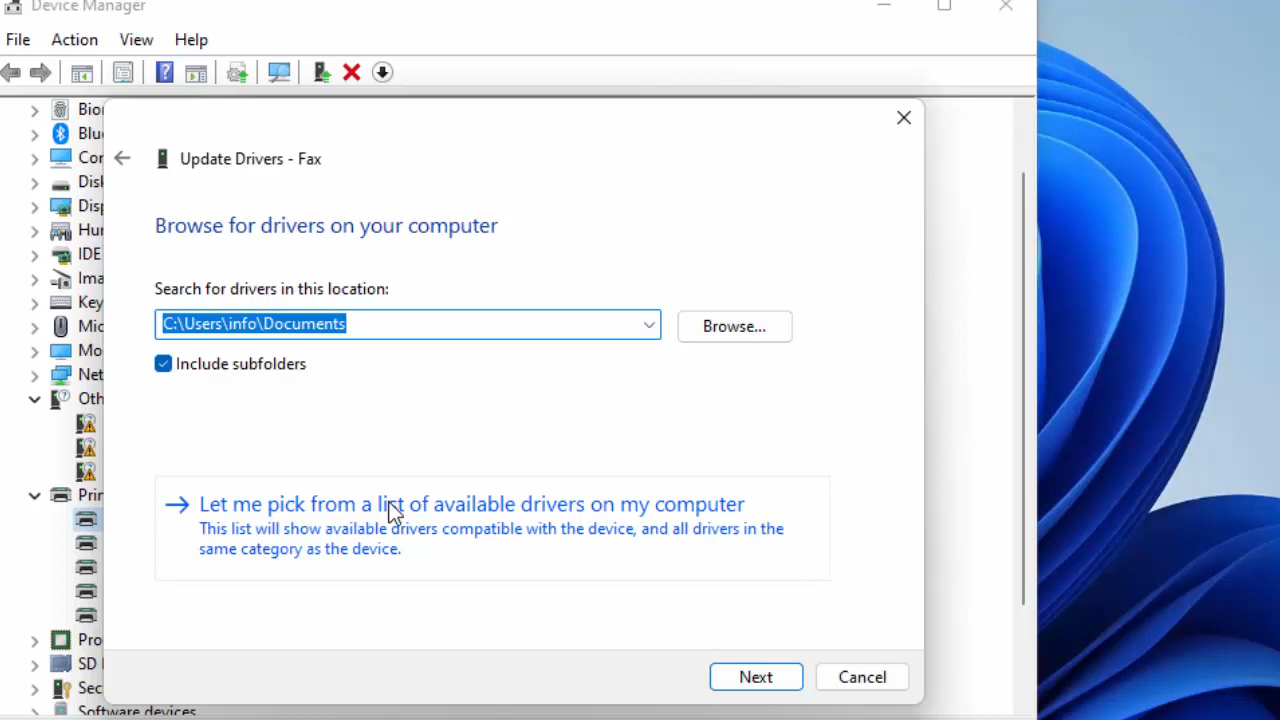 Device Manager
File Action View Help
Bior
Blu
Cor
Disk
Disp
Hur
IDE
Ima
Key
Mic
Mo
Net
Oth
Prin
Pro
SD
Sec
Software devices
Update Drivers - Fax
Browse for drivers on your computer
Search for drivers in this location:
C:\Users\info\Documents
Browse...
Include subfolders
Let me pick from a list of available drivers on my computer
This list will show available drivers compatible with the device, and all drivers in the
same category as the device.
Next Cancel